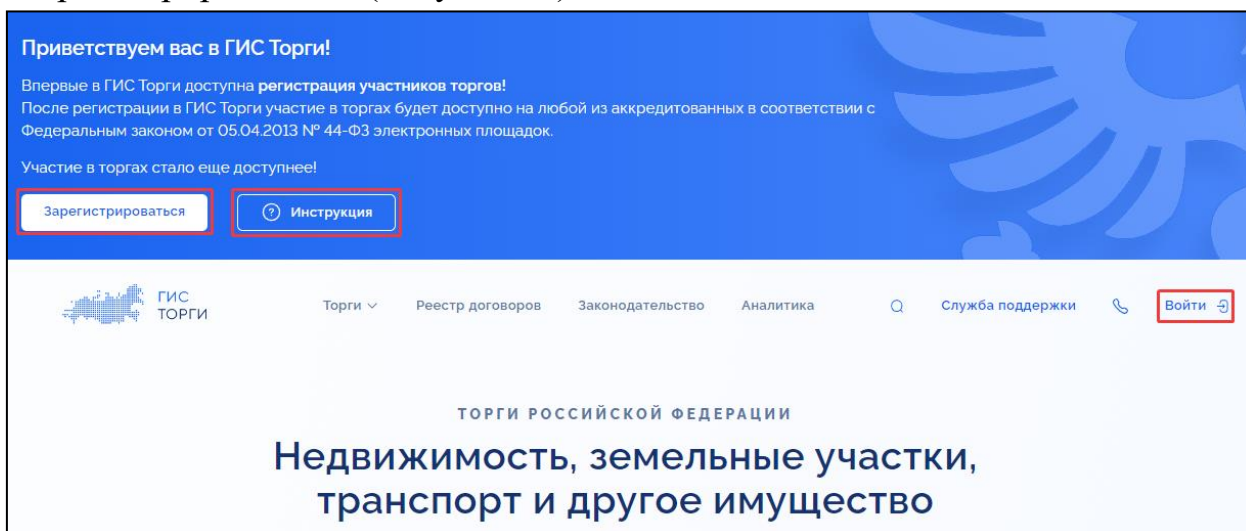 Приветствуем вас в ГИС Торги!
Впервые в ГИС Торги доступна регистрация участников торгов!
После регистрации в ГИС Торги участие в торгах будет доступно на любой из аккредитованных в соответствии с
Федеральным законом от 05.04.2013 № 44-ФЗ электронных площадок.
Участие в торгах стало еще доступнее!
Зарегистрироваться
? Инструкция
ГИС
ТОРГИ
Торги
Реестр договоров
Законодательство
Аналитика
Служба поддержки
Войти
ТОРГИ РОССИЙСКОЙ ФЕДЕРАЦИИ
Недвижимость, земельные участки,
транспорт и другое имущество